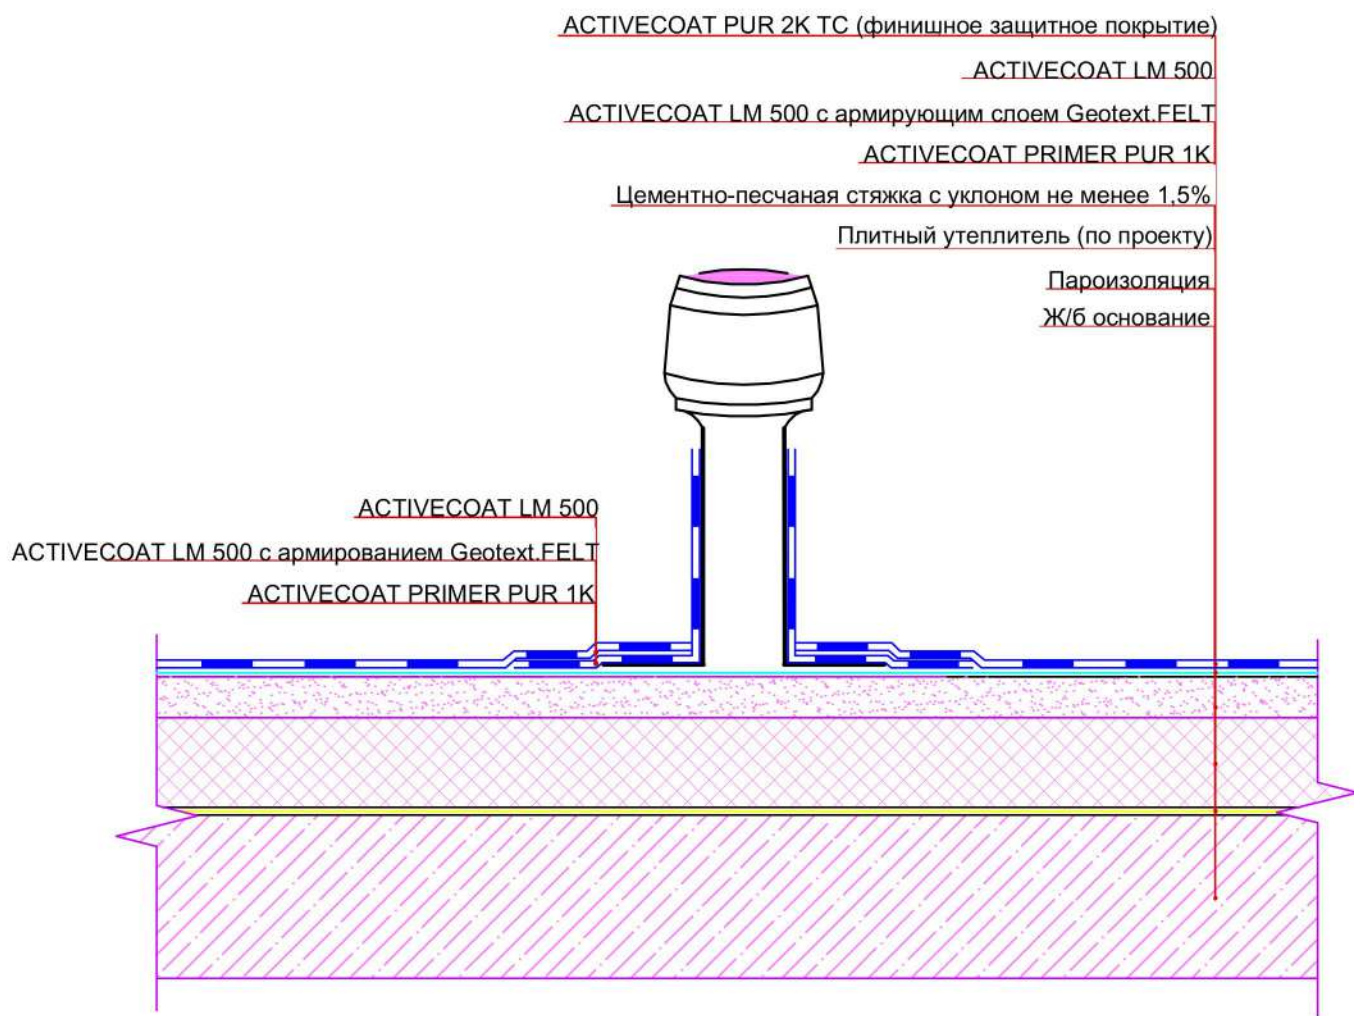 ACTIVECOAT PUR 2K TC (финишное защитное покрытие)
ACTIVECOAT LM 500
ACTIVECOAT LM 500 с армирующим слоем Geotext.FELT
ACTIVECOAT PRIMER PUR 1K
Цементно-песчаная стяжка с уклоном не менее 1,5%
Плитный утеплитель (по проекту)
Пароизоляция
Ж/б основание
ACTIVECOAT LM 500
ACTIVECOAT LM 500 с армированием Geotext.FELT
ACTIVECOAT PRIMER PUR 1K